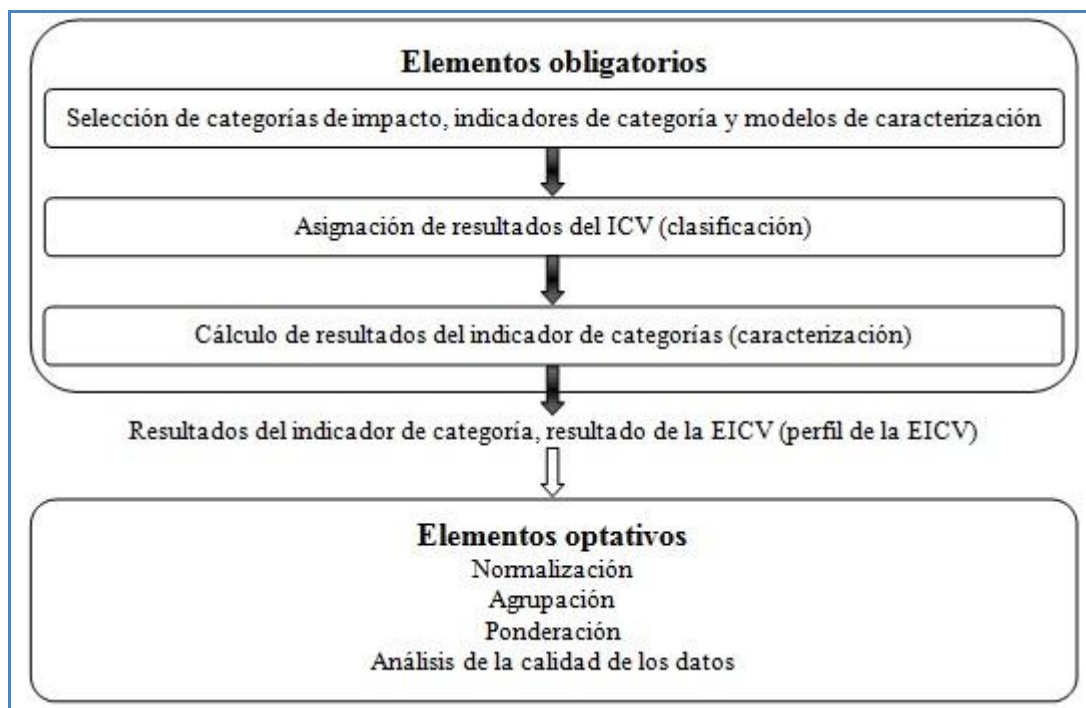 Elementos obligatorios
Selección de categorías de impacto, indicadores de categoría y modelos de caracterización
Asignación de resultados del ICV (clasificación)
Cálculo de resultados del indicador de categorías (caracterización)
Resultados del indicador de categoría, resultado de la EICV (perfil de la EICV)
Elementos optativos
Normalización
Agrupación
Ponderación
Análisis de la calidad de los datos